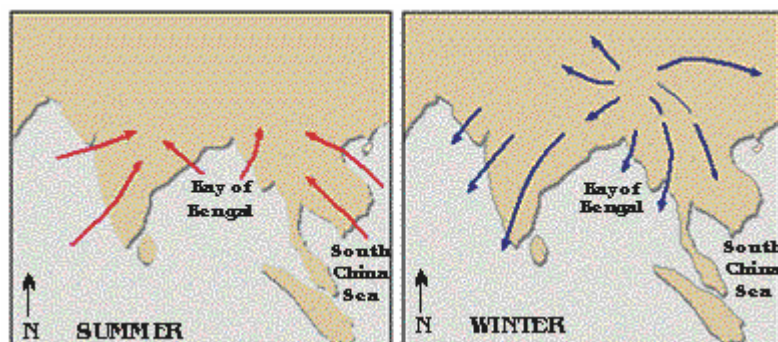 Bay of
Bengal
South
China
Sea
N SUMMER
Bay of
Bengal
South
China
Sea
N WINTER